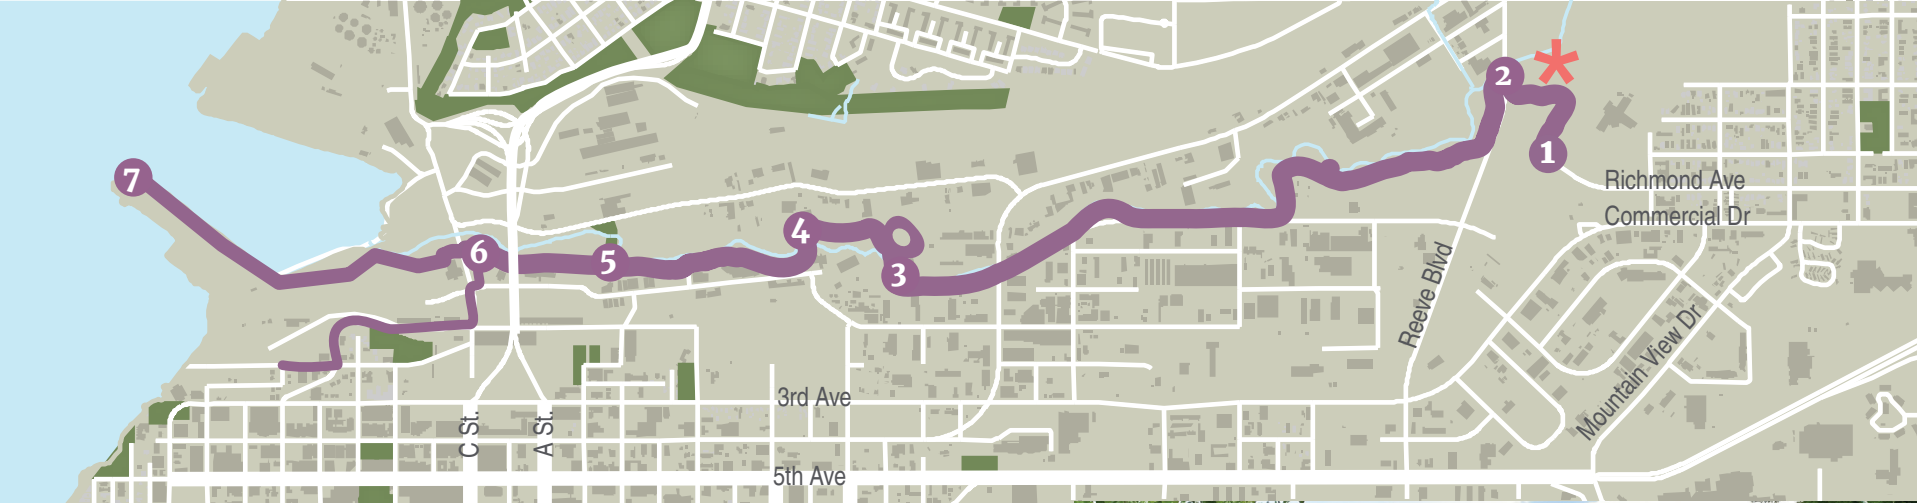 2
1
7
Richmond Ave
Commercial Dr
4
6
5
3
Reeve Blvd
Mountain View Dr
3rd Ave
C St.
A St.
5th Ave